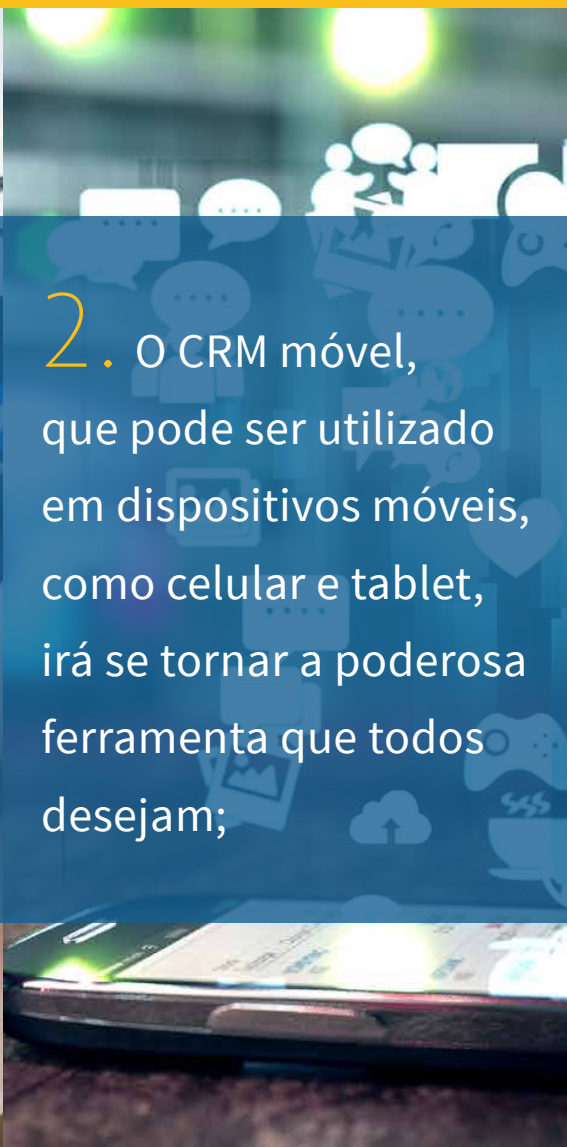 2. O CRM móvel,
que pode ser utilizado
em dispositivos móveis,
como celular e tablet,
irá se tornar a poderosa
ferramenta que todos
desejam;